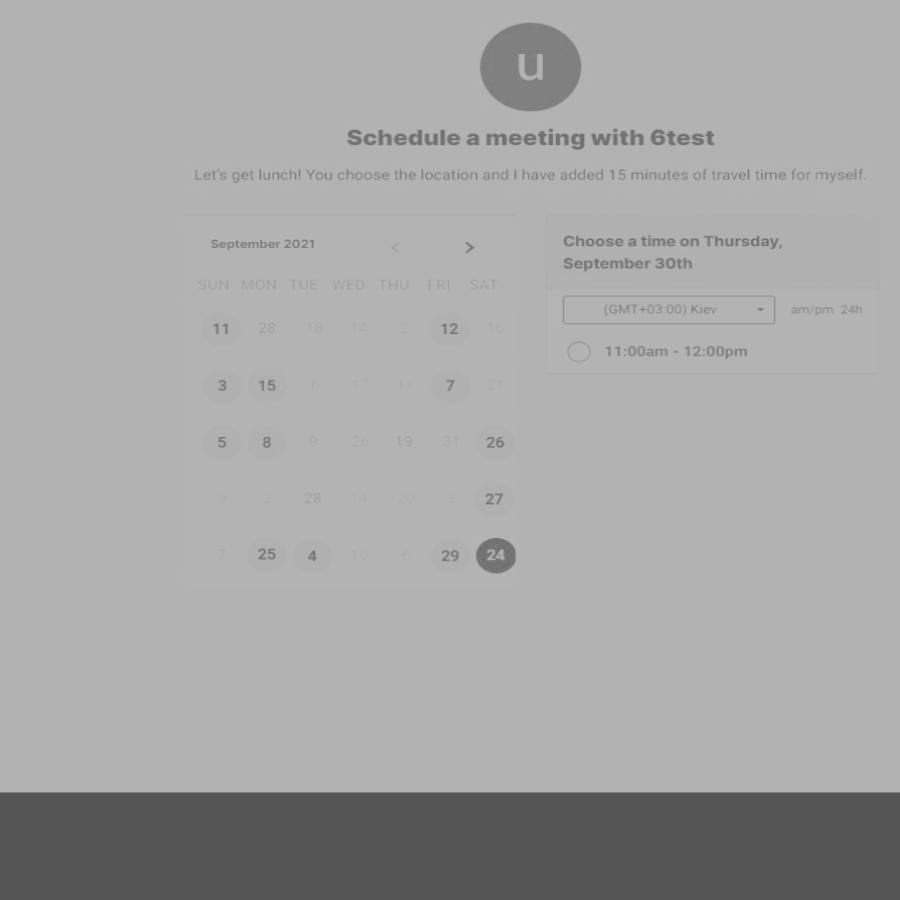 u
Schedule a meeting with 6test
Let's get lunch! You choose the location and I have added 15 minutes of travel time for myself.
September 2021 < >
SUN MON TUE WED THU FRI SAT
11 28 18 14 2 12 16
3 15 6 17 11 7 21
5 8 9 26 19 31 26
9 2 28 14 20 3 27
7 25 4 10 6 29 24
Choose a time on Thursday,
September 30th
(GMT+03:00) Kiev am/pm 24h
11:00am - 12:00pm